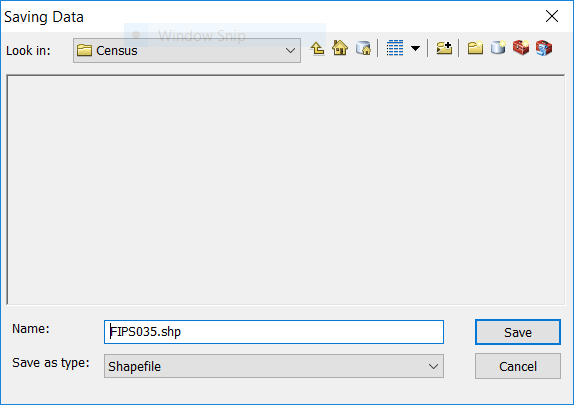 Saving Data
Window Snip
Look in: Census
Name: FIPS035.shp Save
Save as type: Shapefile Cancel